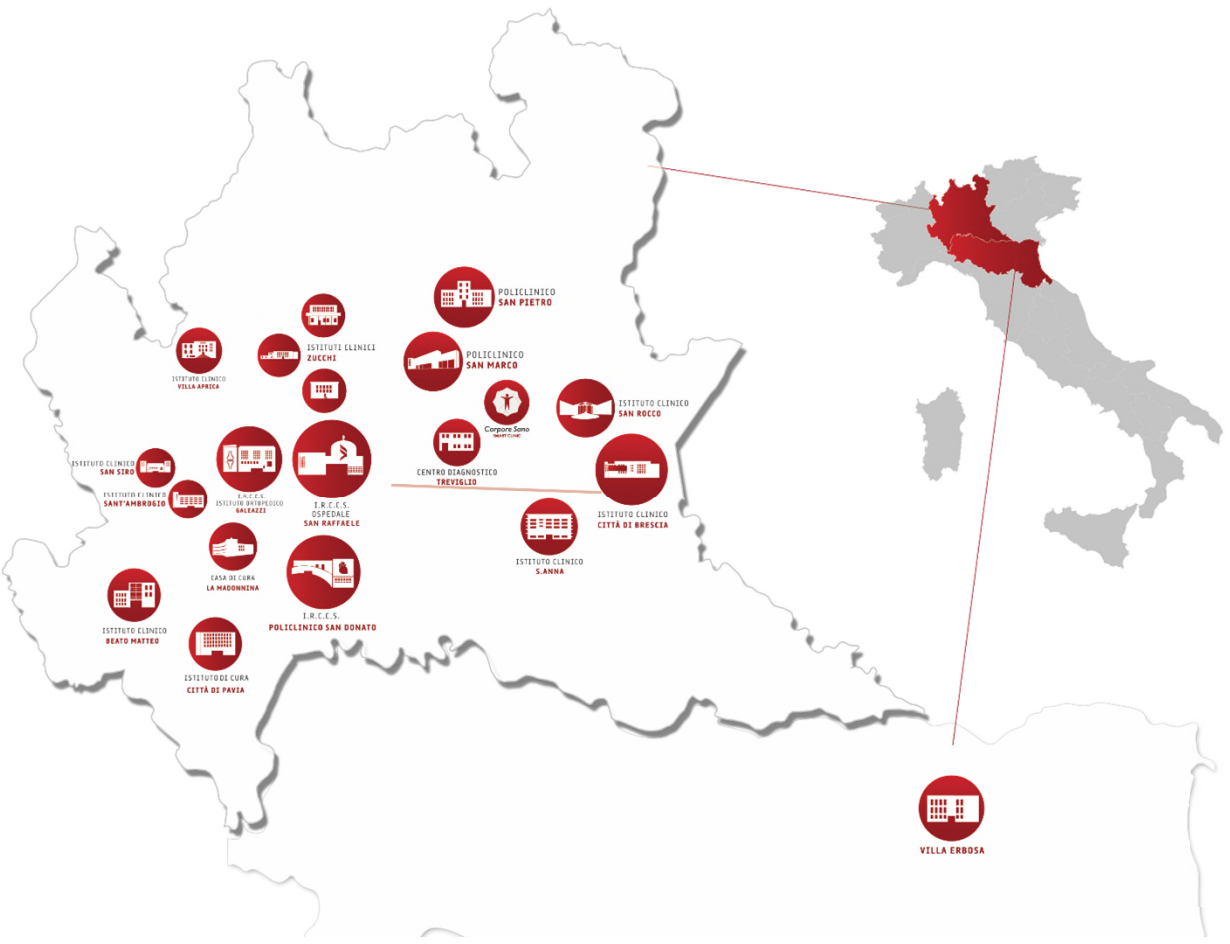 POLICLINICO
SAN PIETRO
ISTITUTI CLINICI
ZUCCHI
POLICLINICO
SAN MARCO
ISTITUTO CLINICO
VILLA APRICA
Corpore Sano
SMART CLINIC
ISTITUTO CLINICO
SAN ROCCO
ISTITUTO CLINICO
SAN SIRO
CENTRO DIAGNOSTICO
TREVIGLIO
ISTITUTO CLINICO
SANT'AMBROGIO
I.R.C.C.S.
ISTITUTO ORTOPEDICO
GALEAZZI
I.R.C.C.S.
OSPEDALE
SAN RAFFAELE
ISTITUTO CLINICO
CITTÀ DI BRESCIA
ISTITUTO CLINICO
S.ANNA
CASA DI CURA
LA MADONNINA
I.R.C.C.S.
POLICLINICO SAN DONATO
ISTITUTO CLINICO
BEATO MATTEO
ISTITUTO DI CURA
CITTÀ DI PAVIA
VILLA ERBOSA